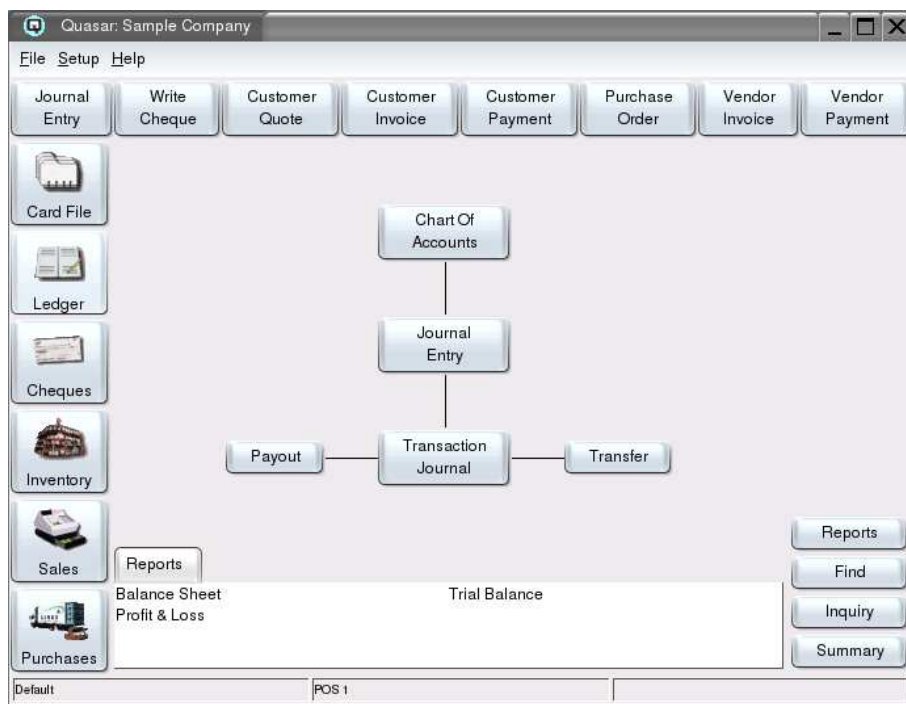 Quasar: Sample Company
File Setup Help
Journal Entry
Write Cheque
Customer Quote
Customer Invoice
Customer Payment
Purchase Order
Vendor Invoice
Vendor Payment
Card File
Ledger
Cheques
Inventory
Sales
Purchases
Chart Of
Accounts
Journal
Entry
Payout
Transaction
Journal
Transfer
Reports
Balance Sheet
Trial Balance
Profit & Loss
Reports
Find
Inquiry
Summary
Default
POS 1